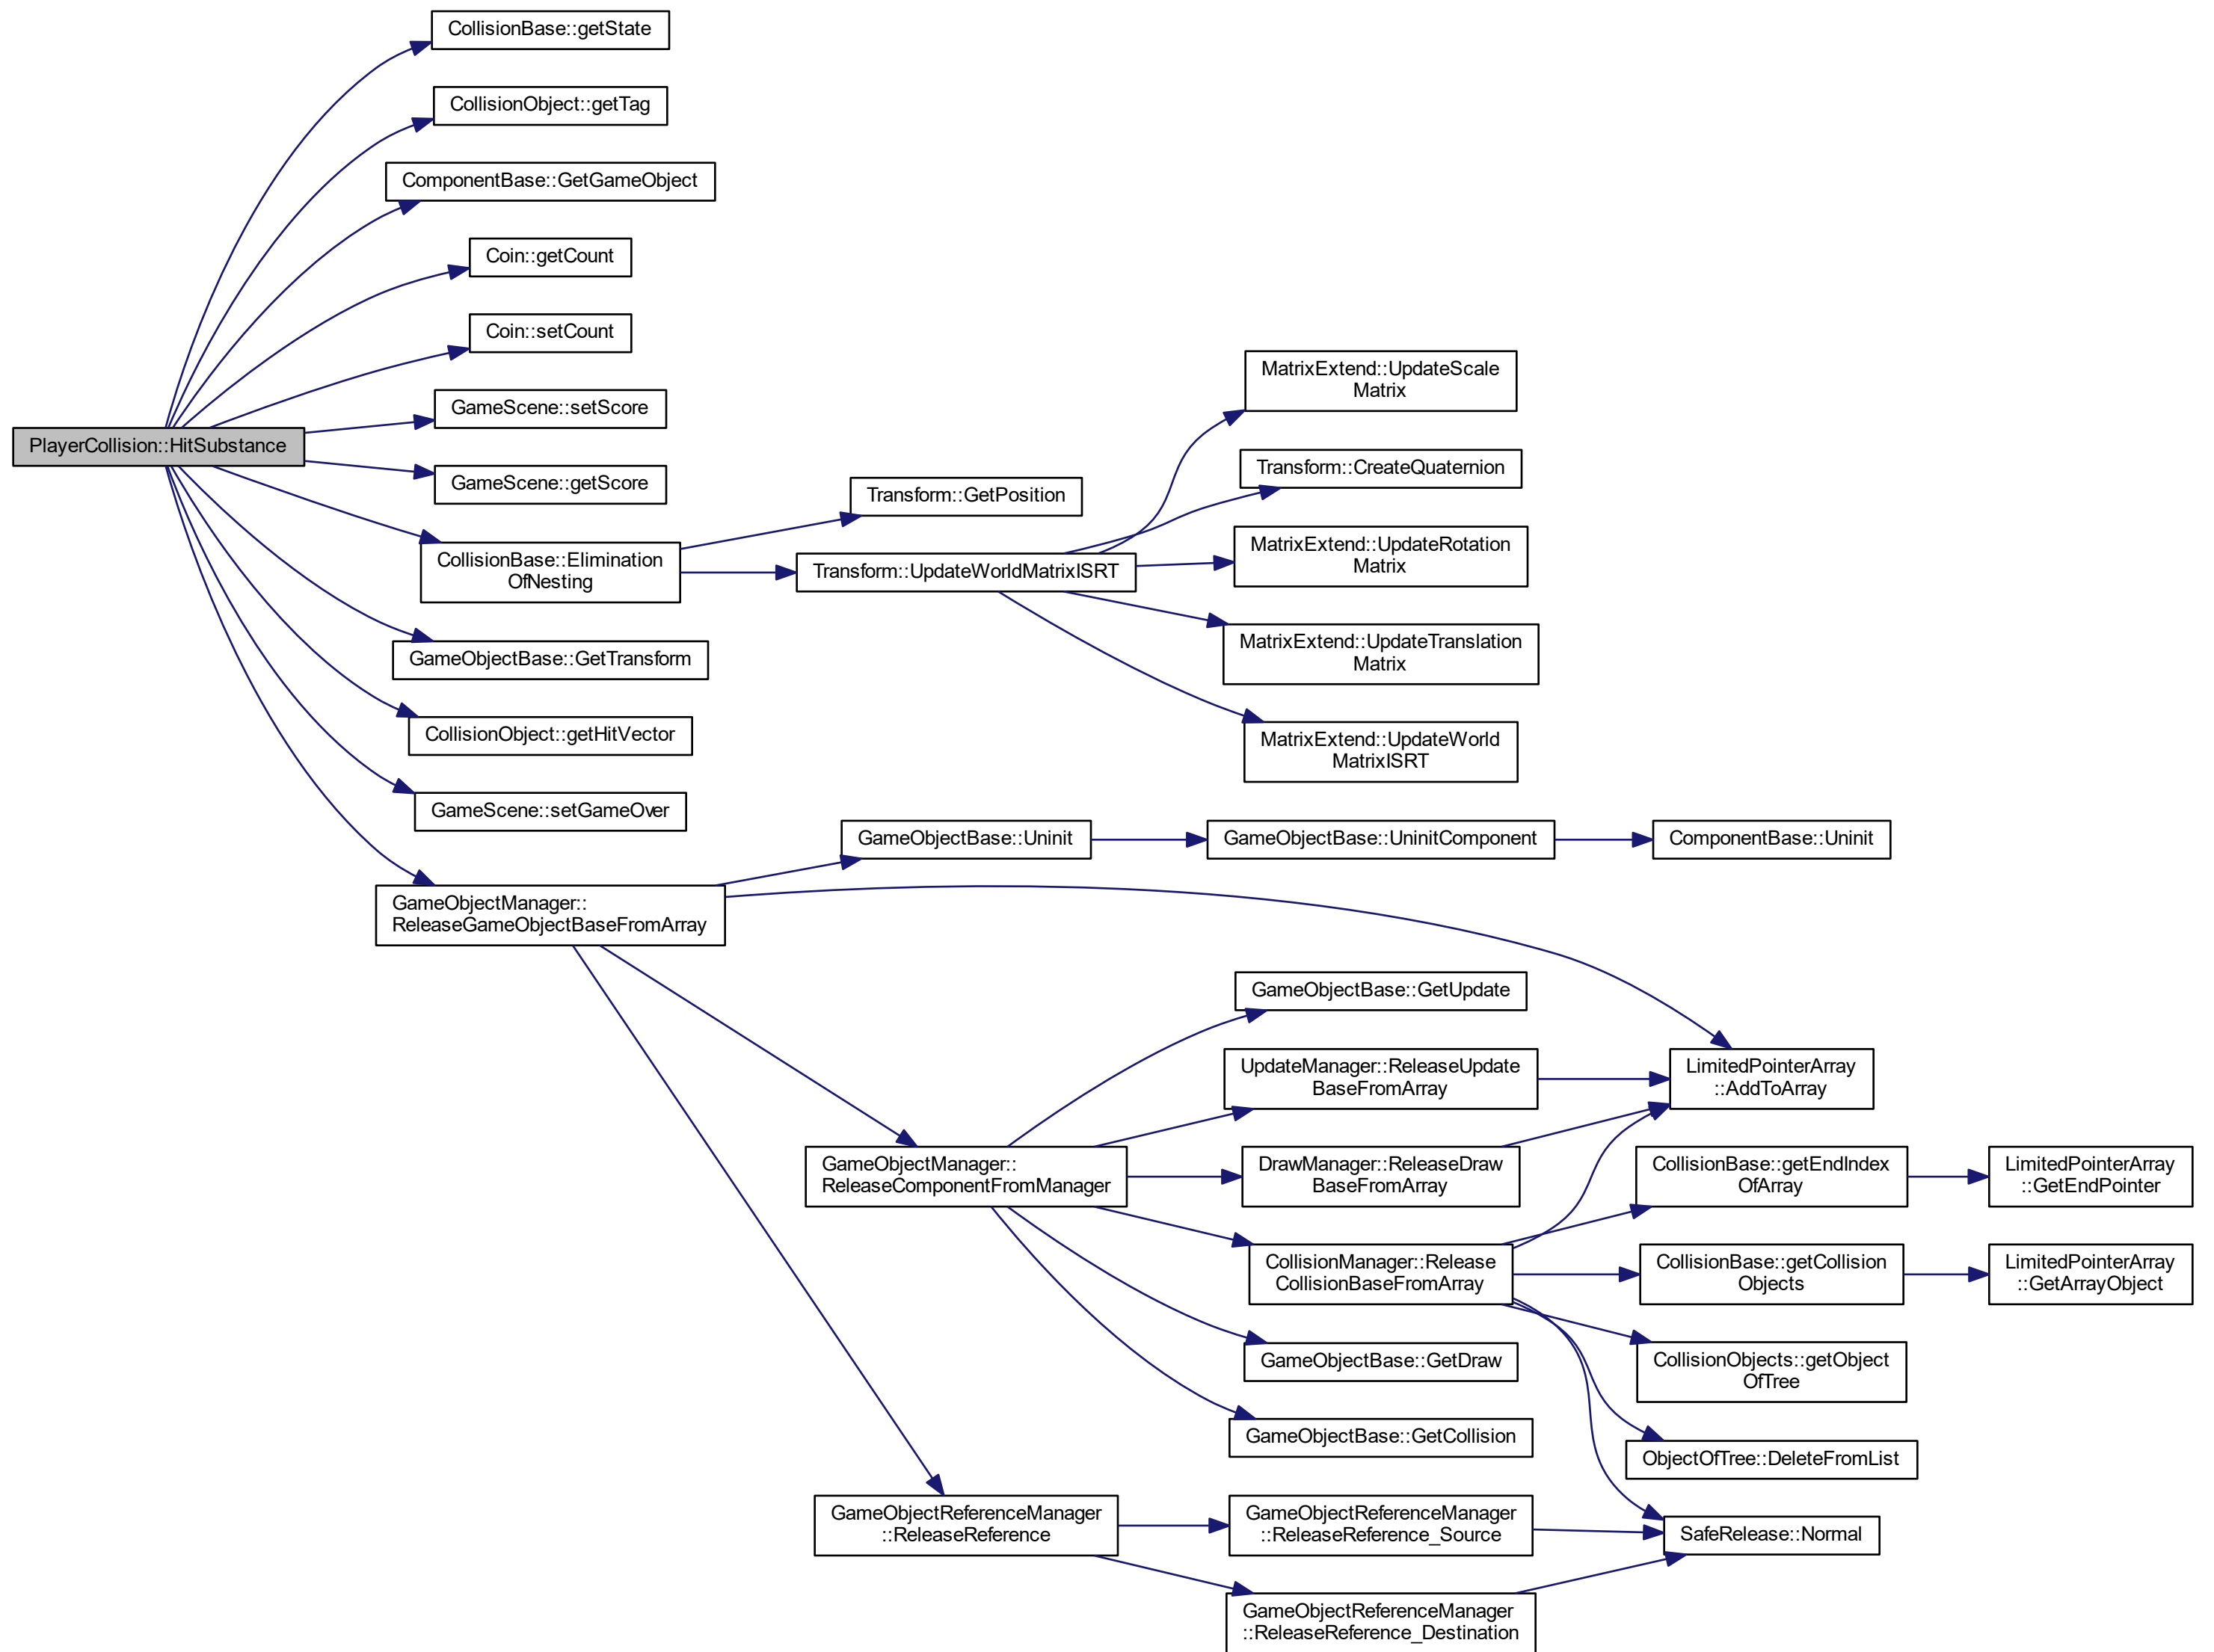 CollisionBase::getState
CollisionObject::getTag
ComponentBase::GetGameObject
Coin::getCount
Coin::setCount
GameScene::setScore
PlayerCollision::HitSubstance
GameScene::getScore
CollisionBase::Elimination
OfNesting
GameObjectBase::GetTransform
CollisionObject::getHitVector
GameScene::setGameOver
GameObjectManager::
ReleaseGameObjectBaseFromArray
Transform::GetPosition
Transform::UpdateWorldMatrixISRT
MatrixExtend::UpdateScale
Matrix
Transform::CreateQuaternion
MatrixExtend::UpdateRotation
Matrix
MatrixExtend::UpdateTranslation
Matrix
MatrixExtend::UpdateWorld
MatrixISRT
GameObjectBase::Uninit
GameObjectBase::UninitComponent
ComponentBase::Uninit
GameObjectManager::
ReleaseComponentFromManager
GameObjectBase::GetUpdate
UpdateManager::ReleaseUpdate
BaseFromArray
DrawManager::ReleaseDraw
BaseFromArray
CollisionManager::Release
CollisionBaseFromArray
GameObjectBase::GetDraw
GameObjectBase::GetCollision
LimitedPointerArray
::AddToArray
CollisionBase::getEndIndex
OfArray
LimitedPointerArray
::GetEndPointer
CollisionBase::getCollision
Objects
LimitedPointerArray
::GetArrayObject
CollisionObjects::getObject
OfTree
ObjectOfTree::DeleteFromList
SafeRelease::Normal
GameObjectReferenceManager
::ReleaseReference
GameObjectReferenceManager
::ReleaseReference_Source
GameObjectReferenceManager
::ReleaseReference_Destination